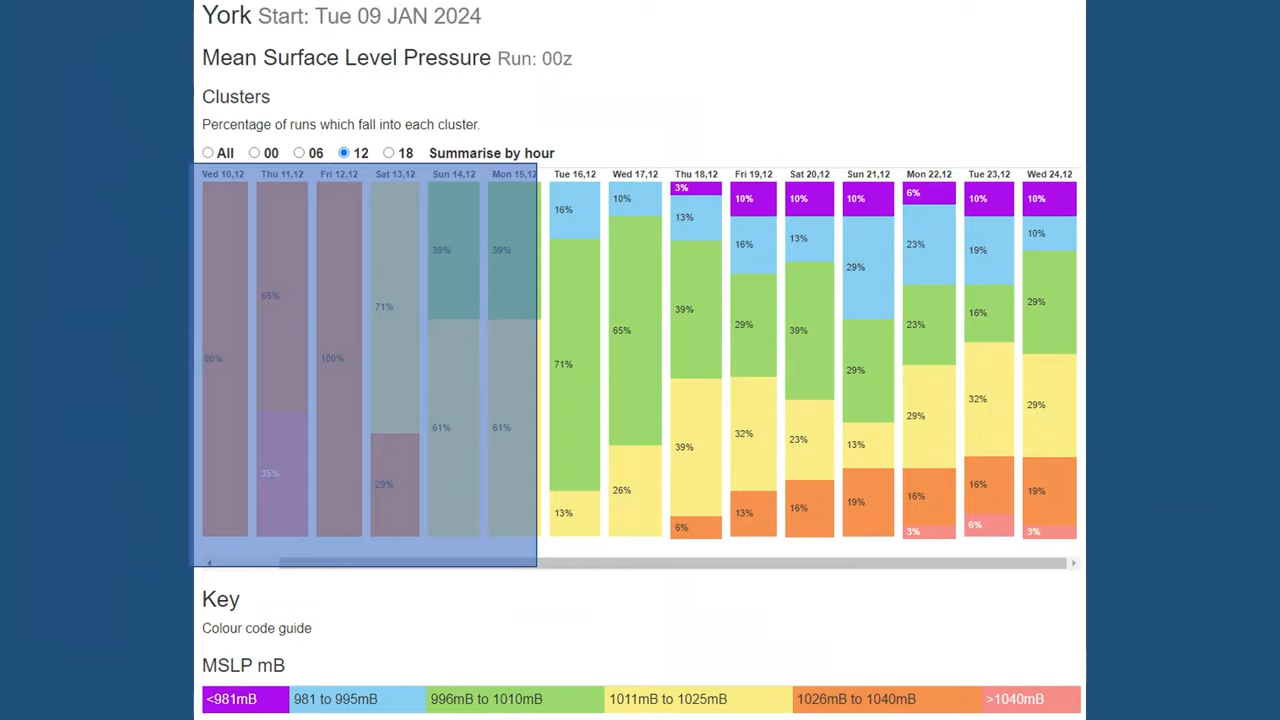 York Start: Tue 09 JAN 2024
Mean Surface Level Pressure Run: 00z
Clusters
Percentage of runs which fall into each cluster.
All 00 06 12 18 Summarise by hour
Wed 10,12 Thu 11,12 Fri 12,12 Sat 13,12 Sun 14,12 Mon 15,12 Tue 16,12 Wed 17,12 Thu 18,12 Fri 19,12 Sat 20,12 Sun 21,12 Mon 22,12 Tue 23,12 Wed 24,12
3% 10% 10% 10% 6% 10% 10%
16% 10% 13% 16% 13% 29% 23% 19% 10%
65% 71% 39% 39% 71% 65% 39% 29% 39% 29% 23% 16% 29%
00% 100% 61% 61% 13% 26% 39% 32% 23% 13% 29% 32% 29%
35% 29% 6% 13% 16% 19% 16% 16% 19%
3% 6% 3%
Key
Colour code guide
MSLP mB
<981mB 981 to 995mB 996mB to 1010mB 1011mB to 1025mB 1026mB to 1040mB >1040mB